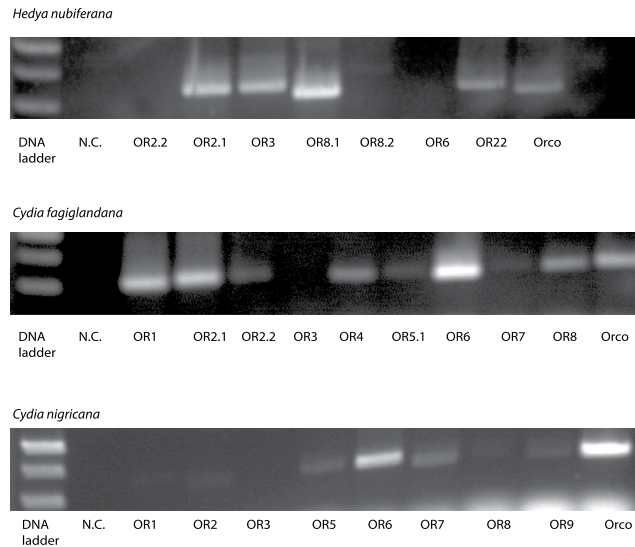 Hedya nubiferana
DNA ladder N.C. OR2.2 OR2.1 OR3 OR8.1 OR8.2 OR6 OR22 Orco
Cydia fagiglandana
DNA ladder N.C. OR1 OR2.1 OR2.2 OR3 OR4 OR5.1 OR6 OR7 OR8 Orco
Cydia nigricana
DNA ladder N.C. OR1 OR2 OR3 OR5 OR6 OR7 OR8 OR9 Orco